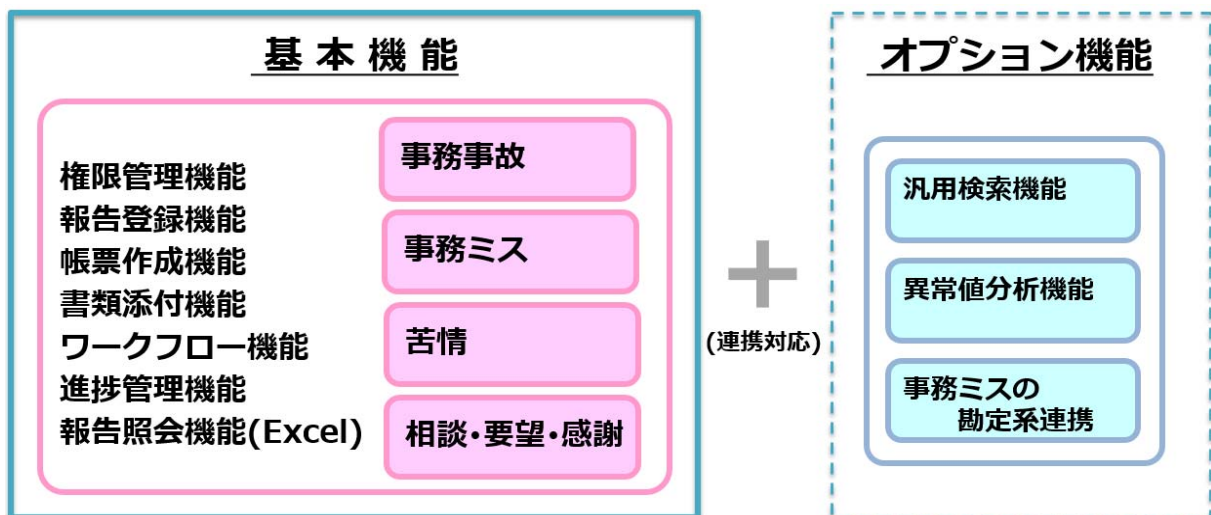 基本機能
権限管理機能
報告登録機能
帳票作成機能
書類添付機能
ワークフロー機能
進捗管理機能
報告照会機能(Excel)
事務事故
事務ミス
苦情
相談・要望・感謝
+
(連携対応)
オプション機能
汎用検索機能
異常値分析機能
事務ミスの
勘定系連携